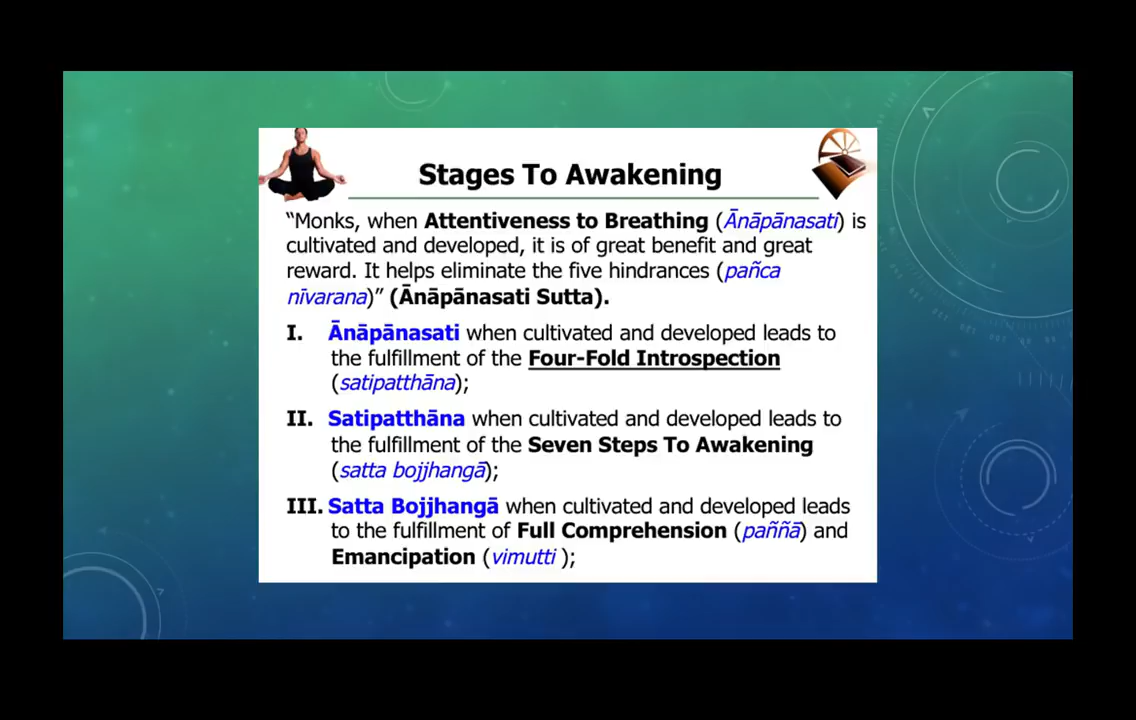 Stages To Awakening
“Monks, when Attentiveness to Breathing (Ānāpānasati) is
cultivated and developed, it is of great benefit and great
reward. It helps eliminate the five hindrances (pañca
nīvarana)” (Ānāpānasati Sutta).
I. Ānāpānasati when cultivated and developed leads to
the fulfillment of the Four-Fold Introspection
(satipatthāna);
II. Satipatthāna when cultivated and developed leads to
the fulfillment of the Seven Steps To Awakening
(satta bojjhangā);
III. Satta Bojjhangā when cultivated and developed leads
to the fulfillment of Full Comprehension (paññā) and
Emancipation (vimutti );